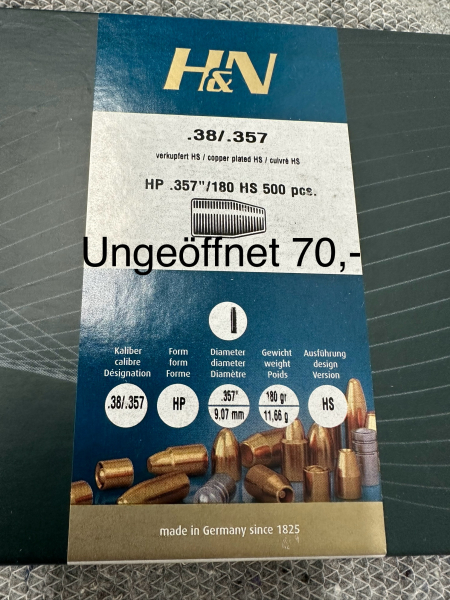 H&N
.38/.357
verkupfert HS / copper plated HS / cuivré HS
HP .357"/180 HS 500 pcs.
Ungeöffnet 70,-
Kaliber Form Diameter Gewicht Ausführung
calibre form diameter weight design
Désignation Forme Diamètre Poids Version
.38/.357 HP .357" 180 gr HS
9,07 mm 11,66 g
made in Germany since 1825